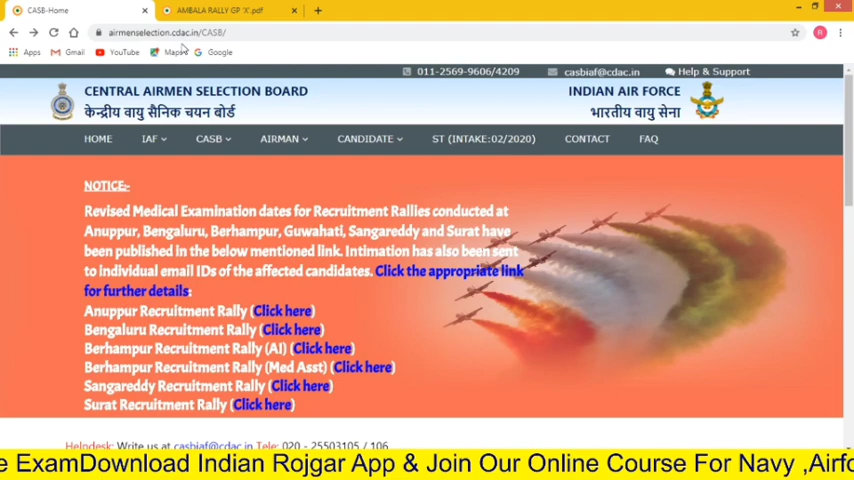 CASB-Home
AMBALA RALLY GP 'X'.pdf
airmenselection.cdac.in/CASB/
R
Apps Gmail YouTube Maps Google
011-2569-9606/4209 casbiaf@cdac.in Help & Support
CENTRAL AIRMEN SELECTION BOARD
केन्द्रीय वायु सैनिक चयन बोर्ड
INDIAN AIR FORCE
भारतीय वायु सेना
HOME IAF CASB AIRMAN CANDIDATE ST (INTAKE:02/2020) CONTACT FAQ
NOTICE:-
Revised Medical Examination dates for Recruitment Rallies conducted at
Anuppur, Bengaluru, Berhampur, Guwahati, Sangareddy and Surat have
been published in the below mentioned link. Intimation has also been sent
to individual email IDs of the affected candidates. Click the appropriate link
for further details:
Anuppur Recruitment Rally (Click here)
Bengaluru Recruitment Rally (Click here)
Berhampur Recruitment Rally (AI) (Click here)
Berhampur Recruitment Rally (Med Asst) (Click here)
Sangareddy Recruitment Rally (Click here)
Surat Recruitment Rally (Click here)
Helpdesk: Write us at casbiaf@cdac.in Tele: 020 - 25503105 / 106
e ExamDownload Indian Rojgar App & Join Our Online Course For Navy ,Airfo